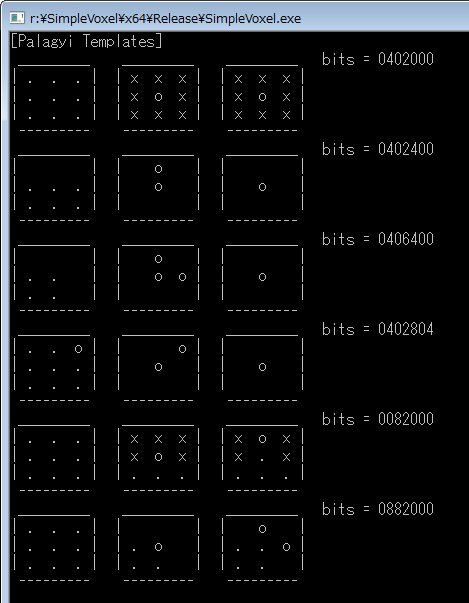 r:¥SimpleVoxel¥x64¥Release¥SimpleVoxel.exe
[Palagyi Templates]
bits = 0402000
. . . x x x x x x
. . . x o x x o x
. . . x x x x x x
bits = 0402400
o
. . . o o
. . .
bits = 0406400
o
. . o o o
. .
bits = 0402804
. . o o
. . . o o
. . .
bits = 0082000
. . . x x x x o x
. . . x o x x . x
. . . . . . . . .
bits = 0882000
. . . o
. . . . o . . o
. . . . . . .